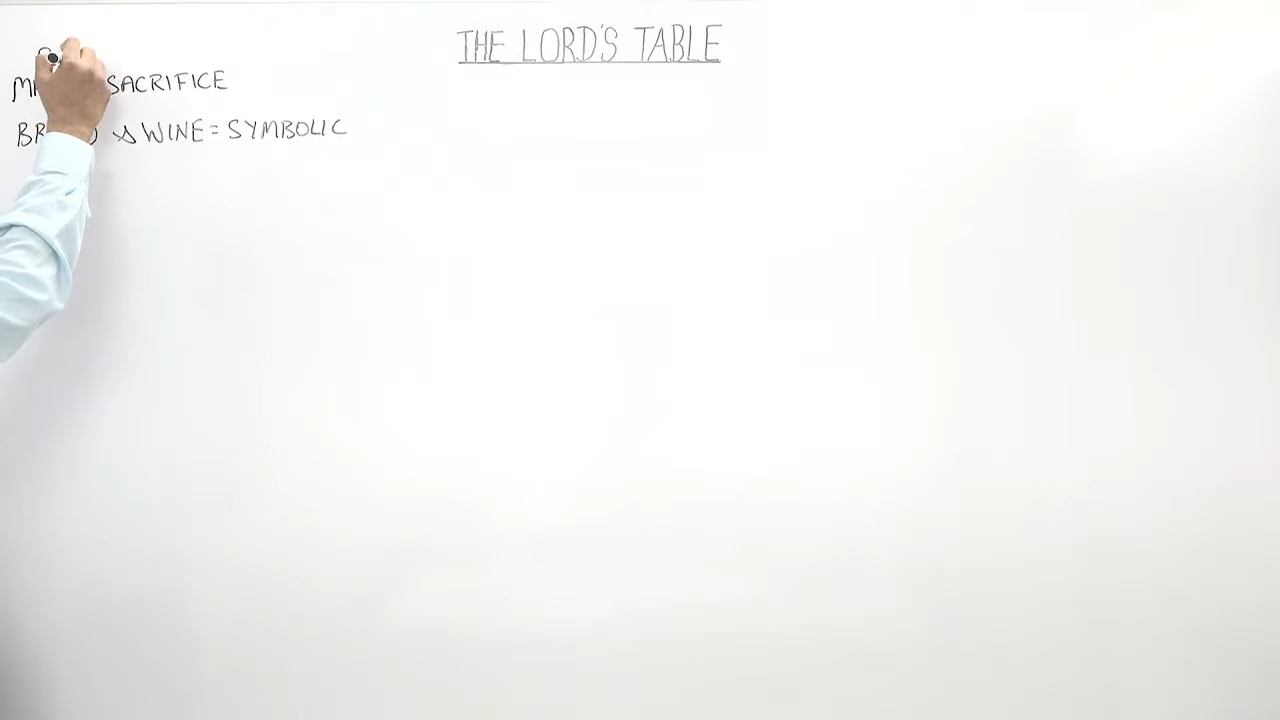 THE LORD'S TABLE
SACRIFICE
& WINE = SYMBOLIC